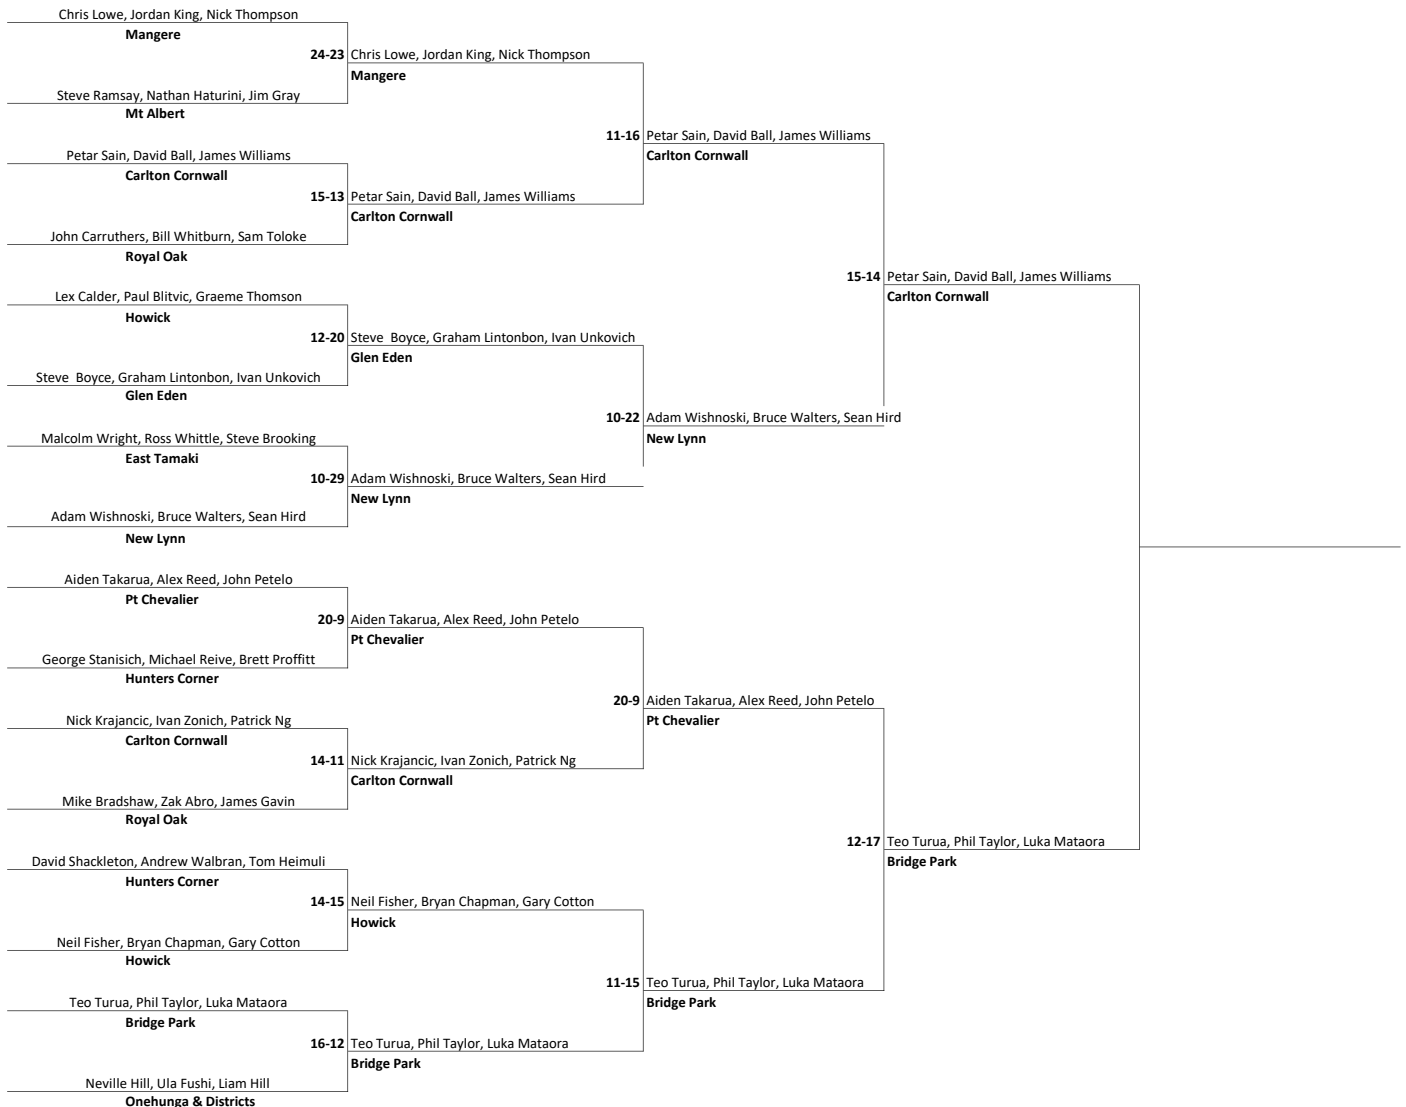 Chris Lowe, Jordan King, Nick Thompson
Mangere
24-23 Chris Lowe, Jordan King, Nick Thompson
Mangere
Steve Ramsay, Nathan Haturini, Jim Gray
Mt Albert
11-16 Petar Sain, David Ball, James Williams
Carlton Cornwall
Petar Sain, David Ball, James Williams
Carlton Cornwall
15-13 Petar Sain, David Ball, James Williams
Carlton Cornwall
John Carruthers, Bill Whitburn, Sam Toloke
Royal Oak
15-14 Petar Sain, David Ball, James Williams
Carlton Cornwall
Lex Calder, Paul Blitvic, Graeme Thomson
Howick
12-20 Steve  Boyce, Graham Lintonbon, Ivan Unkovich
Glen Eden
Steve  Boyce, Graham Lintonbon, Ivan Unkovich
Glen Eden
10-22 Adam Wishnoski, Bruce Walters, Sean Hird
New Lynn
Malcolm Wright, Ross Whittle, Steve Brooking
East Tamaki
10-29 Adam Wishnoski, Bruce Walters, Sean Hird
New Lynn
Adam Wishnoski, Bruce Walters, Sean Hird
New Lynn
Aiden Takarua, Alex Reed, John Petelo
Pt Chevalier
20-9 Aiden Takarua, Alex Reed, John Petelo
Pt Chevalier
George Stanisich, Michael Reive, Brett Proffitt
Hunters Corner
20-9 Aiden Takarua, Alex Reed, John Petelo
Pt Chevalier
Nick Krajancic, Ivan Zonich, Patrick Ng
Carlton Cornwall
14-11 Nick Krajancic, Ivan Zonich, Patrick Ng
Carlton Cornwall
Mike Bradshaw, Zak Abro, James Gavin
Royal Oak
12-17 Teo Turua, Phil Taylor, Luka Mataora
Bridge Park
David Shackleton, Andrew Walbran, Tom Heimuli
Hunters Corner
14-15 Neil Fisher, Bryan Chapman, Gary Cotton
Howick
Neil Fisher, Bryan Chapman, Gary Cotton
Howick
11-15 Teo Turua, Phil Taylor, Luka Mataora
Bridge Park
Teo Turua, Phil Taylor, Luka Mataora
Bridge Park
16-12 Teo Turua, Phil Taylor, Luka Mataora
Bridge Park
Neville Hill, Ula Fushi, Liam Hill
Onehunga & Districts